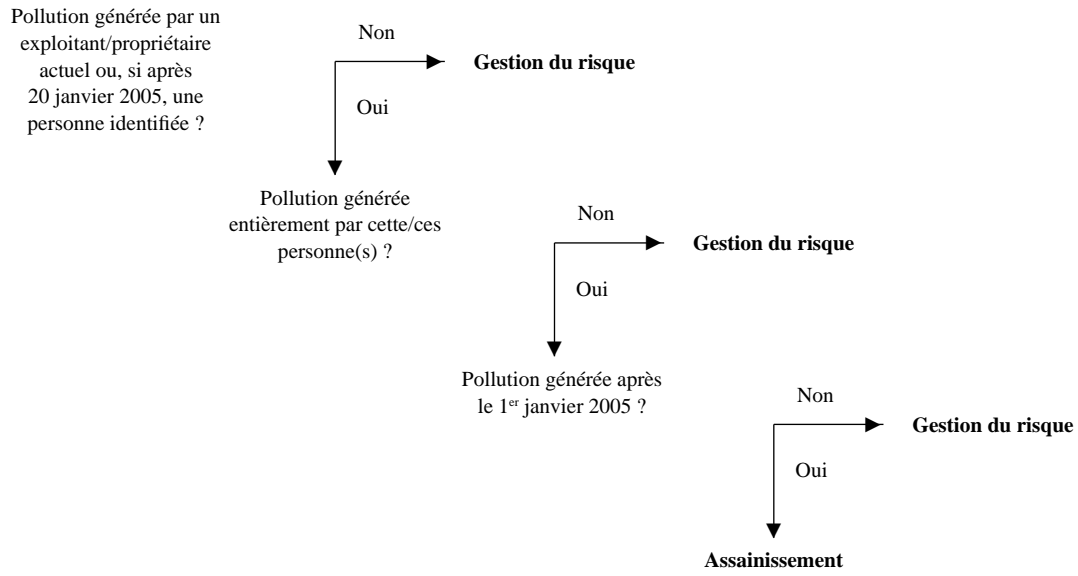 Pollution générée par un
exploitant/propriétaire
actuel ou, si après
20 janvier 2005, une
personne identifiée ?
Non
Gestion du risque
Oui
Pollution générée
entièrement par cette/ces
personne(s) ?
Non
Gestion du risque
Oui
Pollution générée après
le 1er janvier 2005 ?
Non
Gestion du risque
Oui
Assainissement